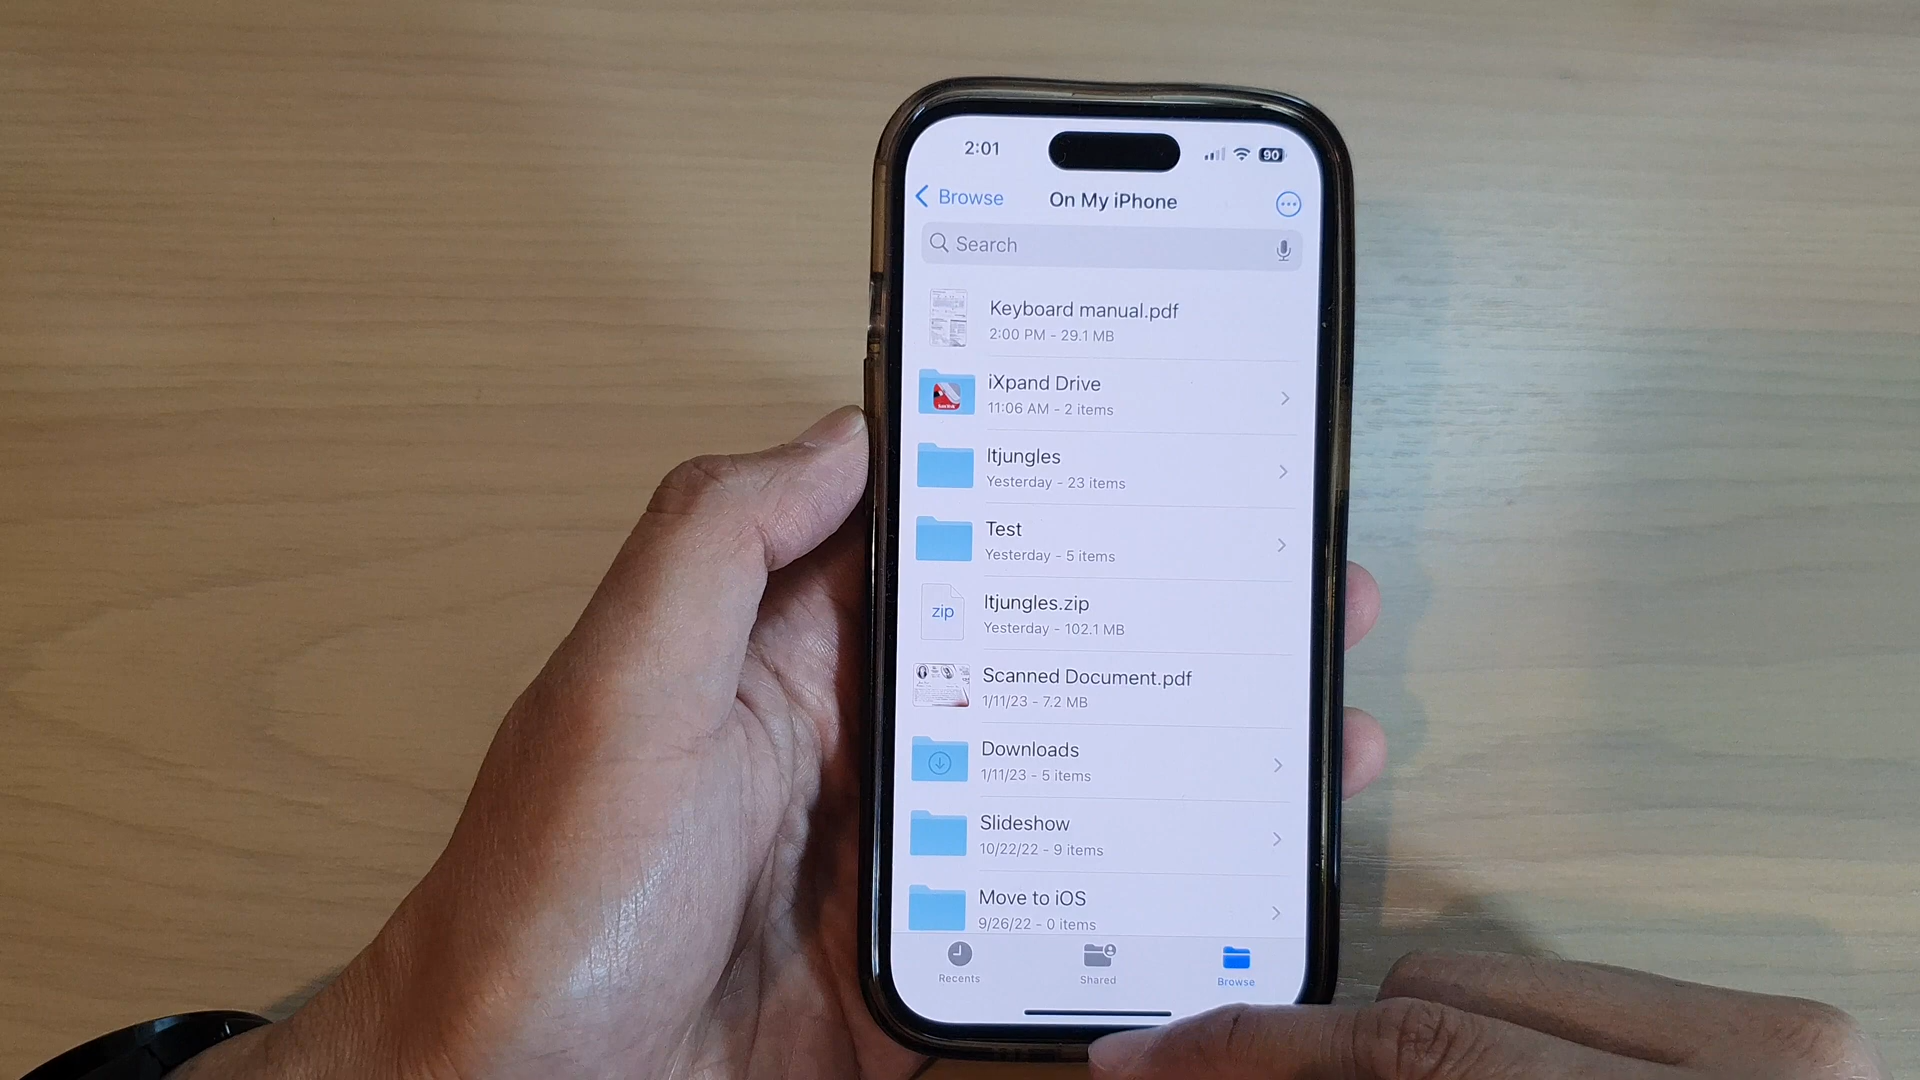 2:01
90
Browse
On My iPhone
Search
Keyboard manual.pdf
2:00 PM - 29.1 MB
iXpand Drive
11:06 AM - 2 items
ltjungles
Yesterday - 23 items
Test
Yesterday - 5 items
zip
ltjungles.zip
Yesterday - 102.1 MB
Scanned Document.pdf
1/11/23 - 7.2 MB
Downloads
1/11/23 - 5 items
Slideshow
10/22/22 - 9 items
Move to iOS
9/26/22 - 0 items
Recents
Shared
Browse